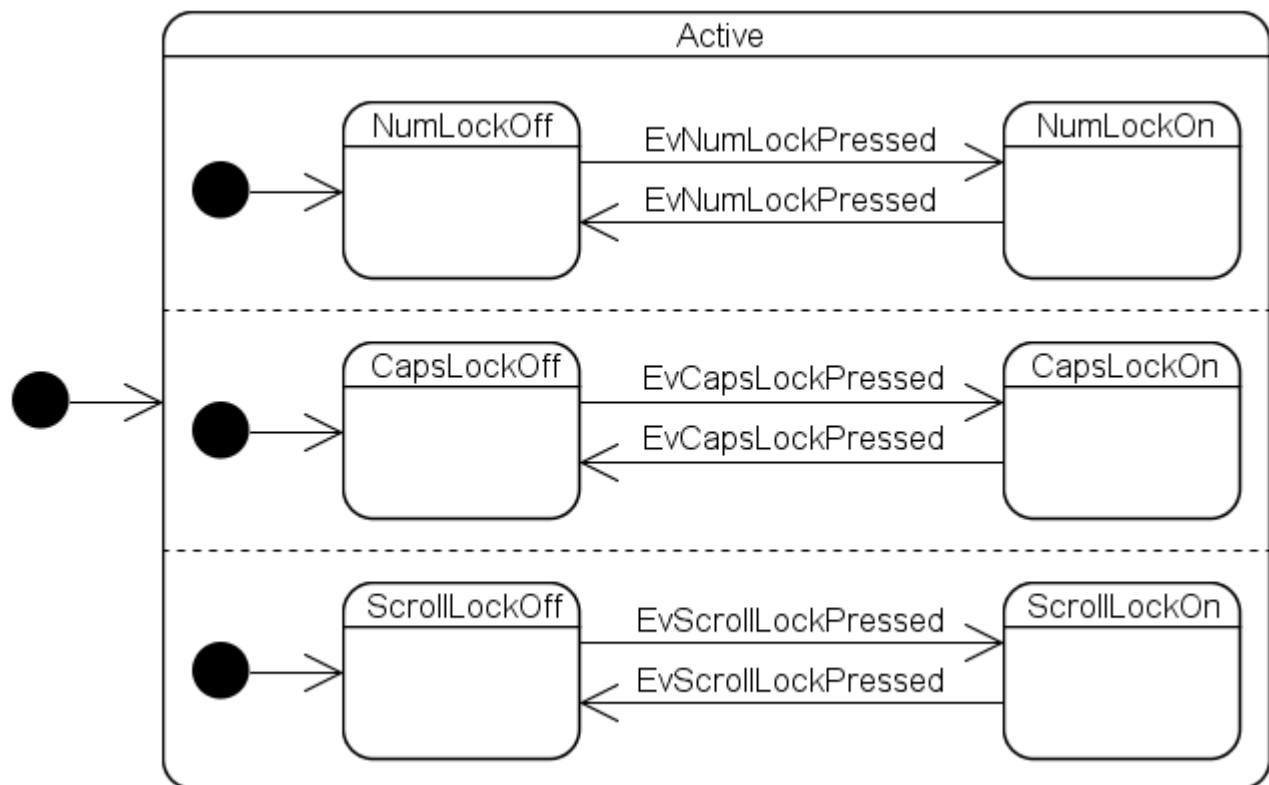 Active
NumLockOff
EvNumLockPressed
NumLockOn
EvNumLockPressed
CapsLockOff
EvCapsLockPressed
CapsLockOn
EvCapsLockPressed
ScrollLockOff
EvScrollLockPressed
ScrollLockOn
EvScrollLockPressed